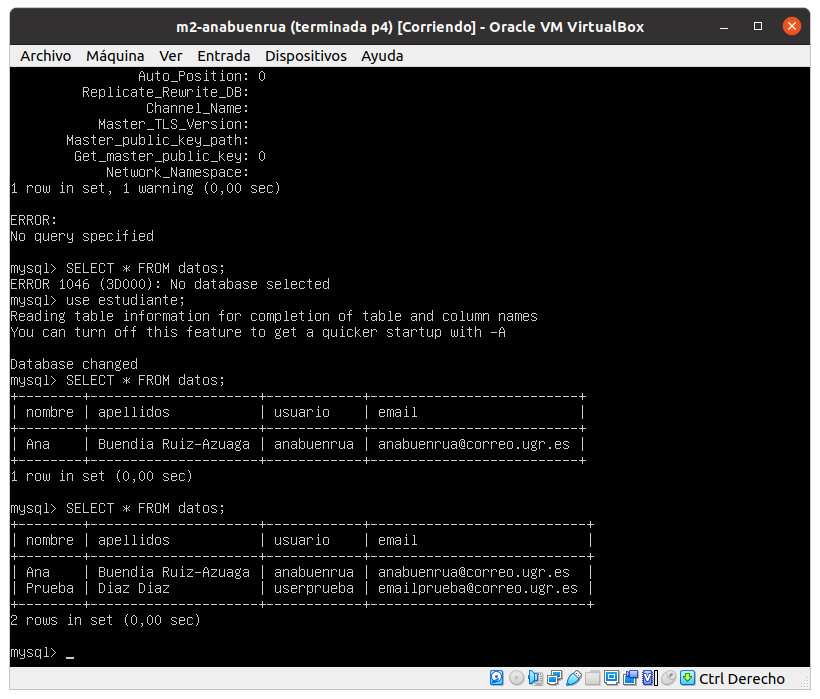 m2-anabuenrua (terminada p4) [Corriendo] - Oracle VM VirtualBox
Archivo Máquina Ver Entrada Dispositivos Ayuda
Auto_Position: 0
Replicate_Rewrite_DB:
Channel_Name:
Master_TLS_Version:
Master_public_key_path:
Get_master_public_key: 0
Network_Namespace:
1 row in set, 1 warning (0,00 sec)
ERROR:
No query specified
mysql> SELECT * FROM datos;
ERROR 1046 (3D000): No database selected
mysql> use estudiante;
Reading table information for completion of table and column names
You can turn off this feature to get a quicker startup with -A
Database changed
mysql> SELECT * FROM datos;
+--------+---------------------+------------+--------------------------+
| nombre | apellidos           | usuario    | email                    |
+--------+---------------------+------------+--------------------------+
| Ana    | Buendia Ruiz-Azuaga | anabuenrua | anabuenrua@correo.ugr.es |
+--------+---------------------+------------+--------------------------+
1 row in set (0,00 sec)
mysql> SELECT * FROM datos;
+--------+---------------------+------------+---------------------------+
| nombre | apellidos           | usuario    | email                     |
+--------+---------------------+------------+---------------------------+
| Ana    | Buendia Ruiz-Azuaga | anabuenrua | anabuenrua@correo.ugr.es  |
| Prueba | Diaz Diaz           | userprueba | emailprueba@correo.ugr.es |
+--------+---------------------+------------+---------------------------+
2 rows in set (0,00 sec)
mysql> _
Ctrl Derecho